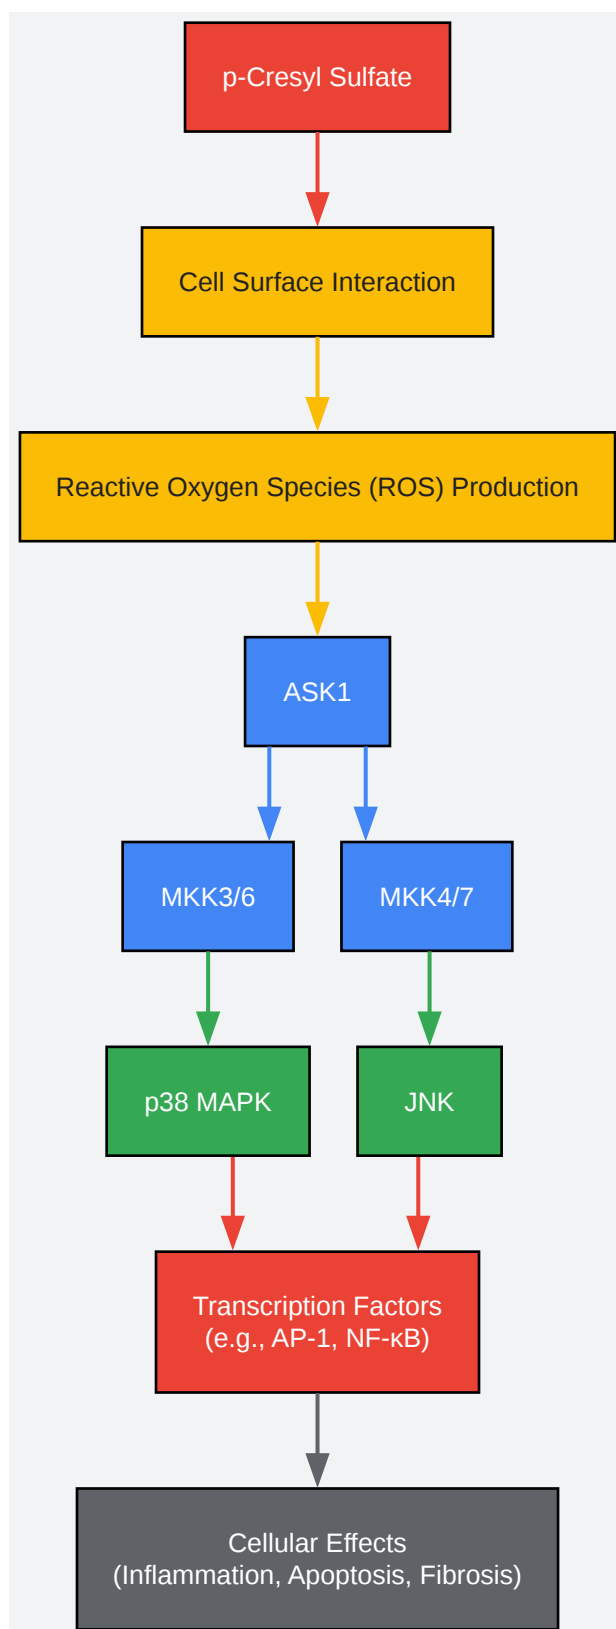 p-Cresyl Sulfate
Cell Surface Interaction
Reactive Oxygen Species (ROS) Production
ASK1
MKK3/6
MKK4/7
p38 MAPK
JNK
Transcription Factors
(e.g., AP-1, NF-κB)
Cellular Effects
(Inflammation, Apoptosis, Fibrosis)